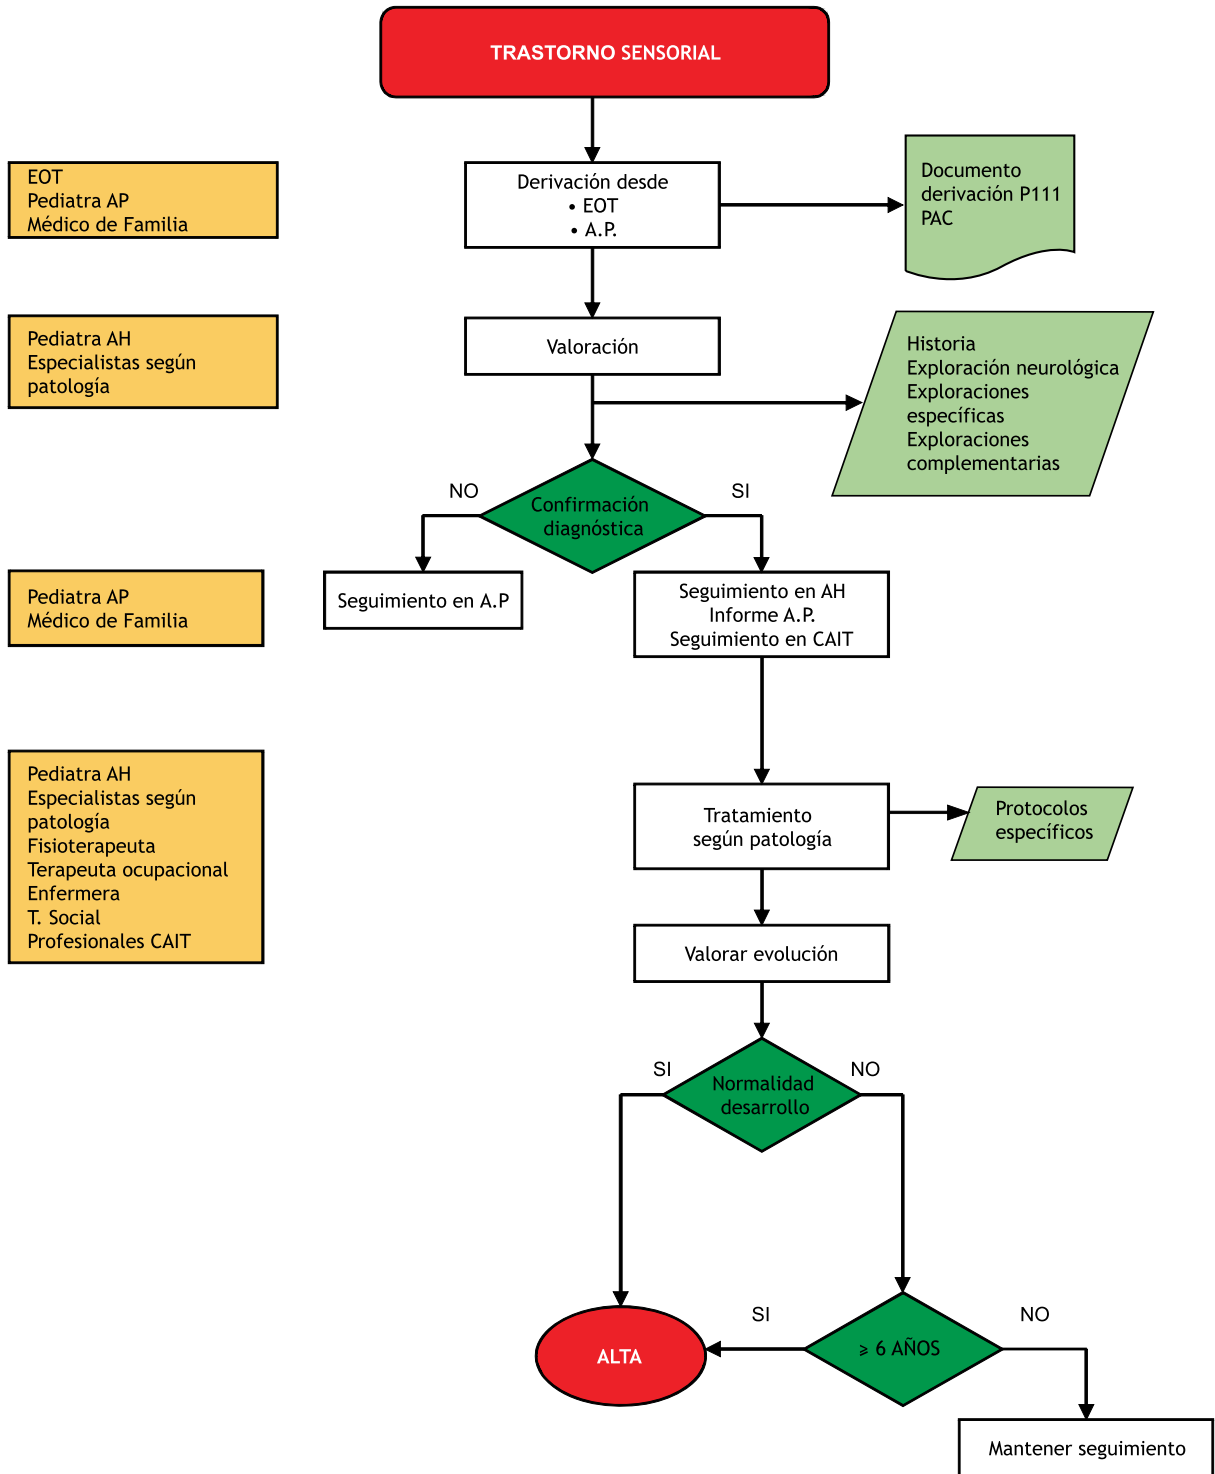 TRASTORNO SENSORIAL
EOT
Pediatra AP
Médico de Familia
Derivación desde
• EOT
• A.P.
Documento
derivación P111
PAC
Pediatra AH
Especialistas según
patología
Valoración
Historia
Exploración neurológica
Exploraciones
específicas
Exploraciones
complementarias
NO
Confirmación
diagnóstica
SI
Pediatra AP
Médico de Familia
Seguimiento en A.P
Seguimiento en AH
Informe A.P.
Seguimiento en CAIT
Pediatra AH
Especialistas según
patología
Fisioterapeuta
Terapeuta ocupacional
Enfermera
T. Social
Profesionales CAIT
Tratamiento
según patología
Protocolos
específicos
Valorar evolución
SI
Normalidad
desarrollo
NO
ALTA
SI
⩾ 6 AÑOS
NO
Mantener seguimiento